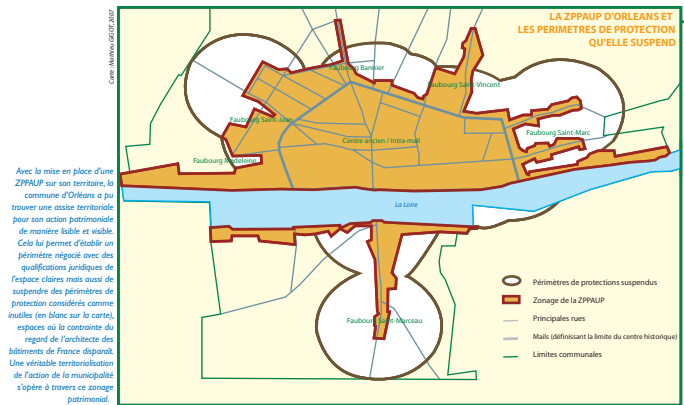 LA ZPPAUP D'ORLEANS ET
LES PERIMETRES DE PROTECTION
QU'ELLE SUSPEND
Carte : Mathieu GIGOT, 2007
Faubourg Bannier
Faubourg Saint-Vincent
Faubourg Saint-Jean
Faubourg Saint-Marc
Centre ancien / intra-mail
Faubourg Madeleine
La Loire
Faubourg Saint-Marceau
Avec la mise en place d'une
ZPPAUP sur son territoire, la
commune d'Orléans a pu
trouver une assise territoriale
pour son action patrimoniale
de manière lisible et visible.
Cela lui permet d'établir un
périmètre négocié avec des
qualifications juridiques de
l'espace claires mais aussi de
suspendre des périmètres de
protection considérés comme
inutiles (en blanc sur la carte),
espaces où la contrainte du
regard de l'architecte des
bâtiments de France disparaît.
Une véritable territorialisation
de l'action de la municipalité
s'opère à travers ce zonage
patrimonial.
Périmètres de protections suspendus
Zonage de la ZPPAUP
Principales rues
Mails (définissant la limite du centre historique)
Limites communales